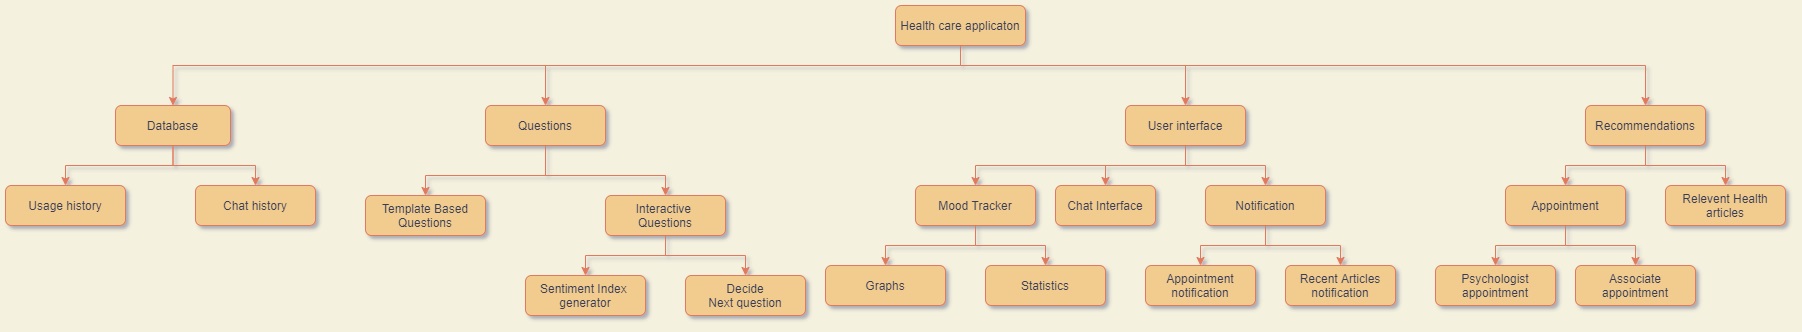 Health care applicaton
Database
Questions
User interface
Recommendations
Usage history
Chat history
Template Based
Questions
Interactive
Questions
Mood Tracker
Chat Interface
Notification
Appointment
Relevent Health
articles
Sentiment Index
generator
Decide
Next question
Graphs
Statistics
Appointment
notification
Recent Articles
notification
Psychologist
appointment
Associate
appointment